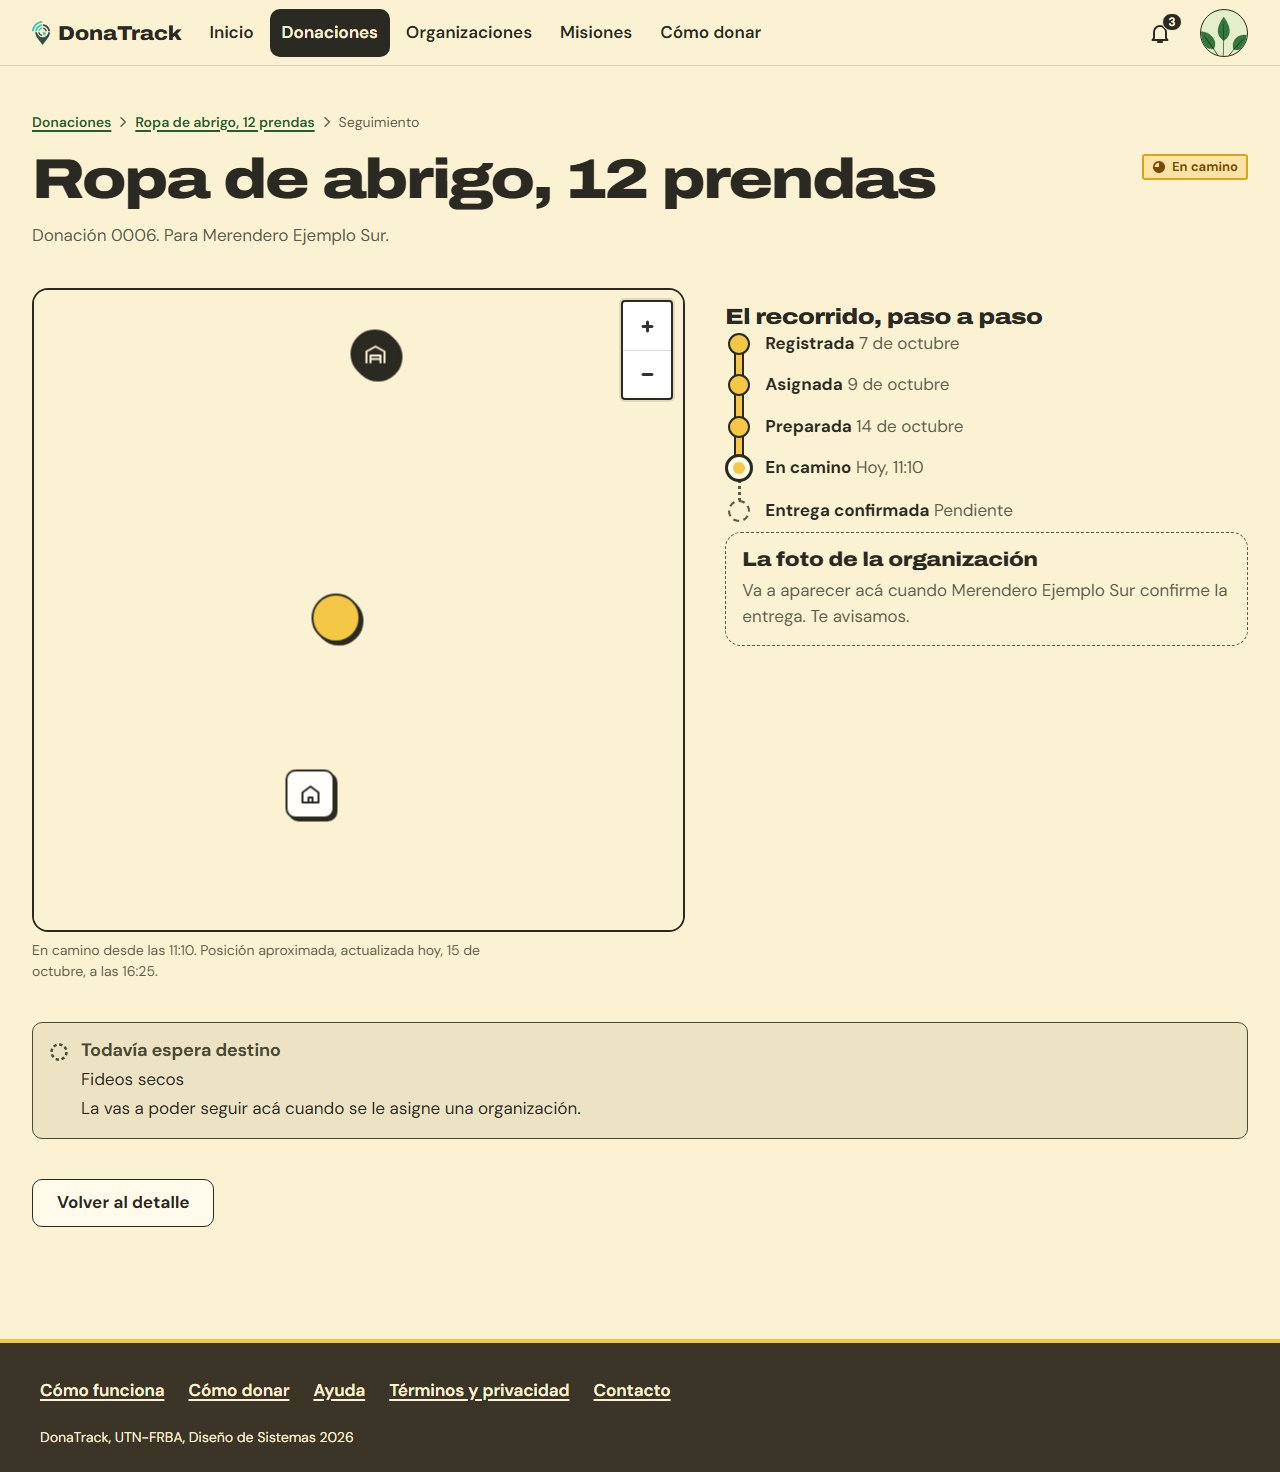 DonaTrack
Inicio
Donaciones
Organizaciones
Misiones
Cómo donar
3
Donaciones > Ropa de abrigo, 12 prendas > Seguimiento
Ropa de abrigo, 12 prendas
En camino
Donación 0006. Para Merendero Ejemplo Sur.
+
−
El recorrido, paso a paso
Registrada 7 de octubre
Asignada 9 de octubre
Preparada 14 de octubre
En camino Hoy, 11:10
Entrega confirmada Pendiente
La foto de la organización
Va a aparecer acá cuando Merendero Ejemplo Sur confirme la
entrega. Te avisamos.
En camino desde las 11:10. Posición aproximada, actualizada hoy, 15 de
octubre, a las 16:25.
Todavía espera destino
Fideos secos
La vas a poder seguir acá cuando se le asigne una organización.
Volver al detalle
Cómo funciona
Cómo donar
Ayuda
Términos y privacidad
Contacto
DonaTrack, UTN-FRBA, Diseño de Sistemas 2026